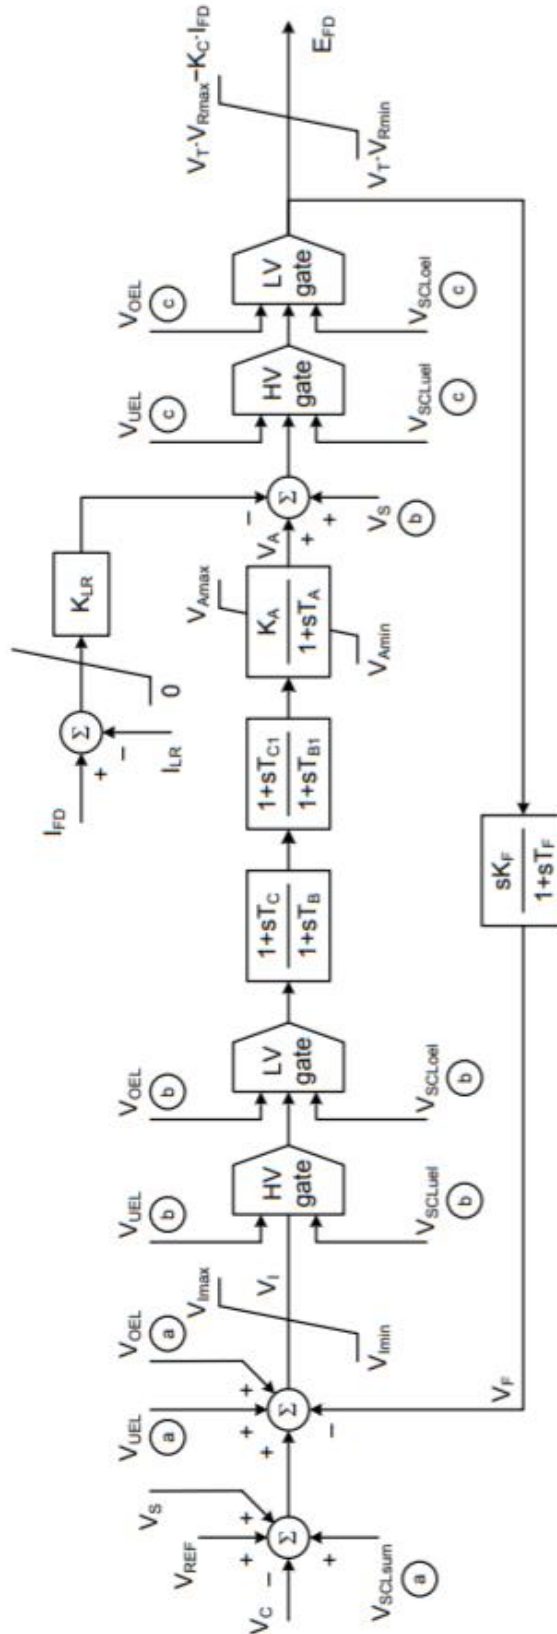 V_C
V_REF
V_S
V_SCLsum
a
Σ
+
+
+
−
V_UEL
a
V_OEL
a
Σ
+
+
+
−
V_F
V_Imax
V_I
V_Imin
V_UEL
b
HV
gate
V_SCLuel
b
V_OEL
b
LV
gate
V_SCLoel
b
1+sT_C
1+sT_B
1+sT_C1
1+sT_B1
V_Amax
K_A
1+sT_A
V_Amin
I_FD
+
Σ
−
I_LR
0
K_LR
V_A
−
+
+
Σ
V_S
b
V_UEL
c
HV
gate
V_SCLuel
c
V_OEL
c
LV
gate
V_SCLoel
c
V_T·V_Rmax−K_C·I_FD
V_T·V_Rmin
E_FD
sK_F
1+sT_F